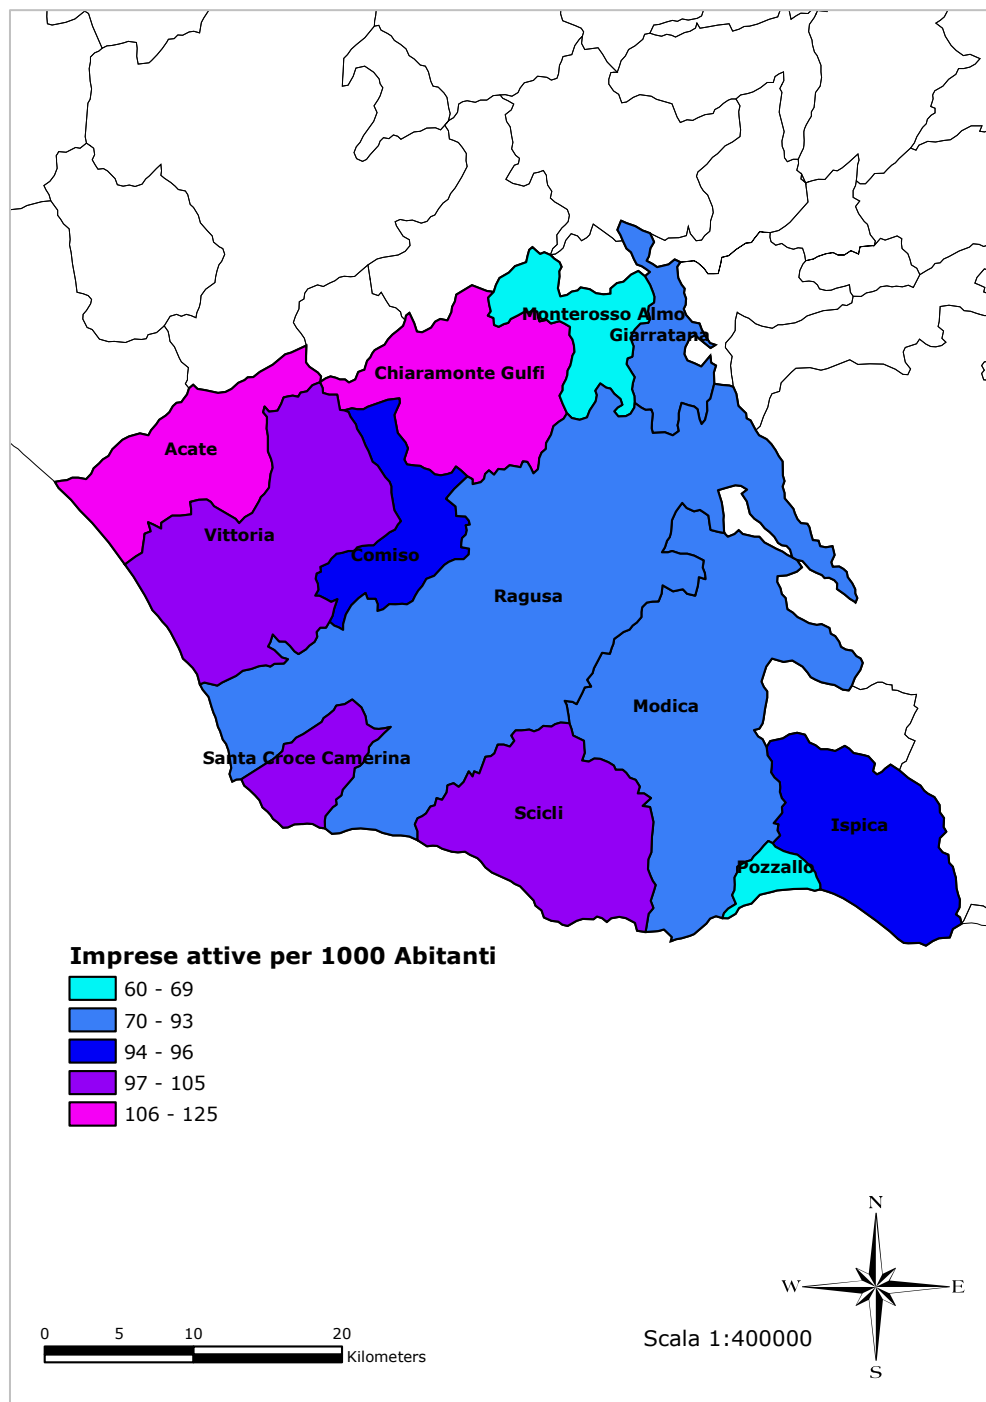 Monterosso Almo
Giarratana
Chiaramonte Gulfi
Acate
Vittoria
Comiso
Ragusa
Modica
Santa Croce Camerina
Scicli
Ispica
Pozzallo
Imprese attive per 1000 Abitanti
60 - 69
70 - 93
94 - 96
97 - 105
106 - 125
N
W E
S
0 5 10 20
Kilometers
Scala 1:400000